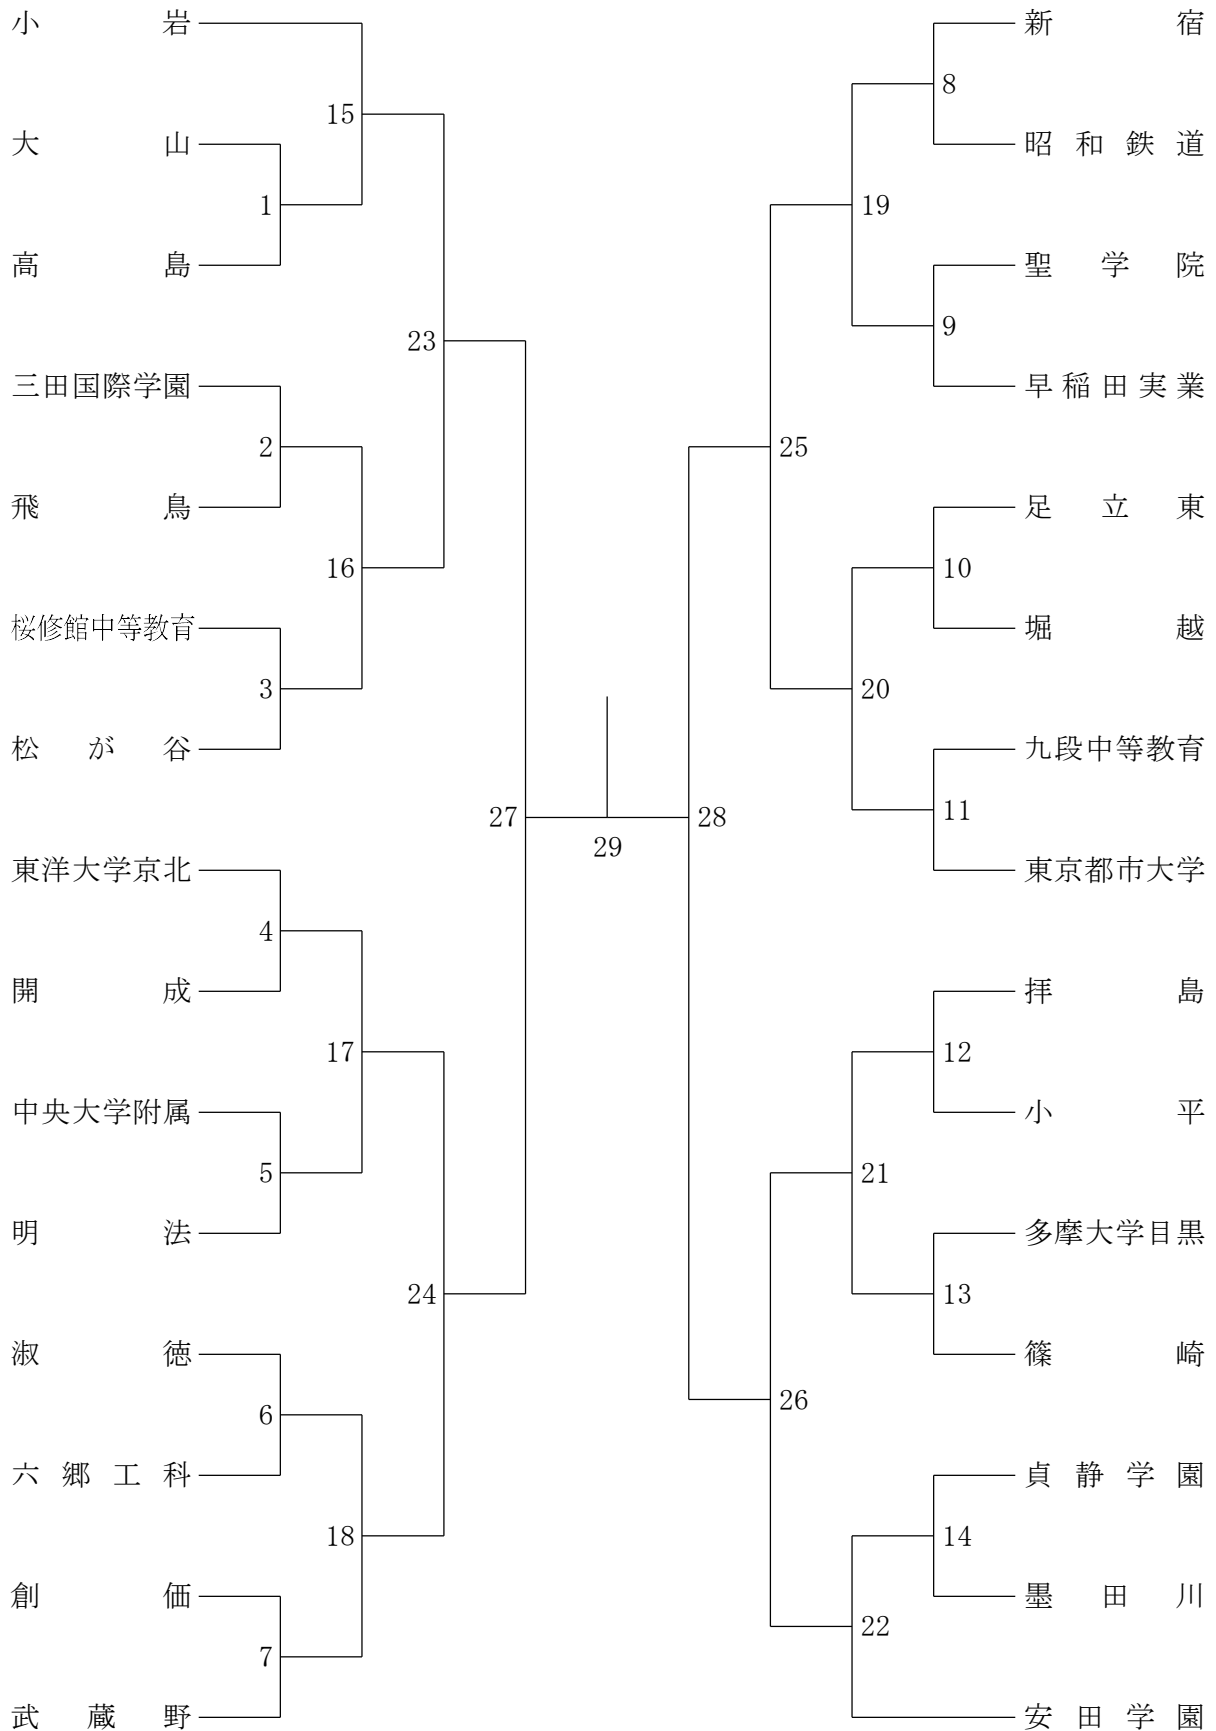 小岩
15
大山
1
高島
23
三田国際学園
2
飛鳥
16
桜修館中等教育
3
松が谷
27
東洋大学京北
4
開成
17
中央大学附属
5
明法
24
淑徳
6
六郷工科
18
創価
7
武蔵野
29
新宿
8
昭和鉄道
19
聖学院
9
早稲田実業
25
足立東
10
堀越
20
九段中等教育
11
東京都市大学
28
拝島
12
小平
21
多摩大学目黒
13
篠崎
26
貞静学園
14
墨田川
22
安田学園